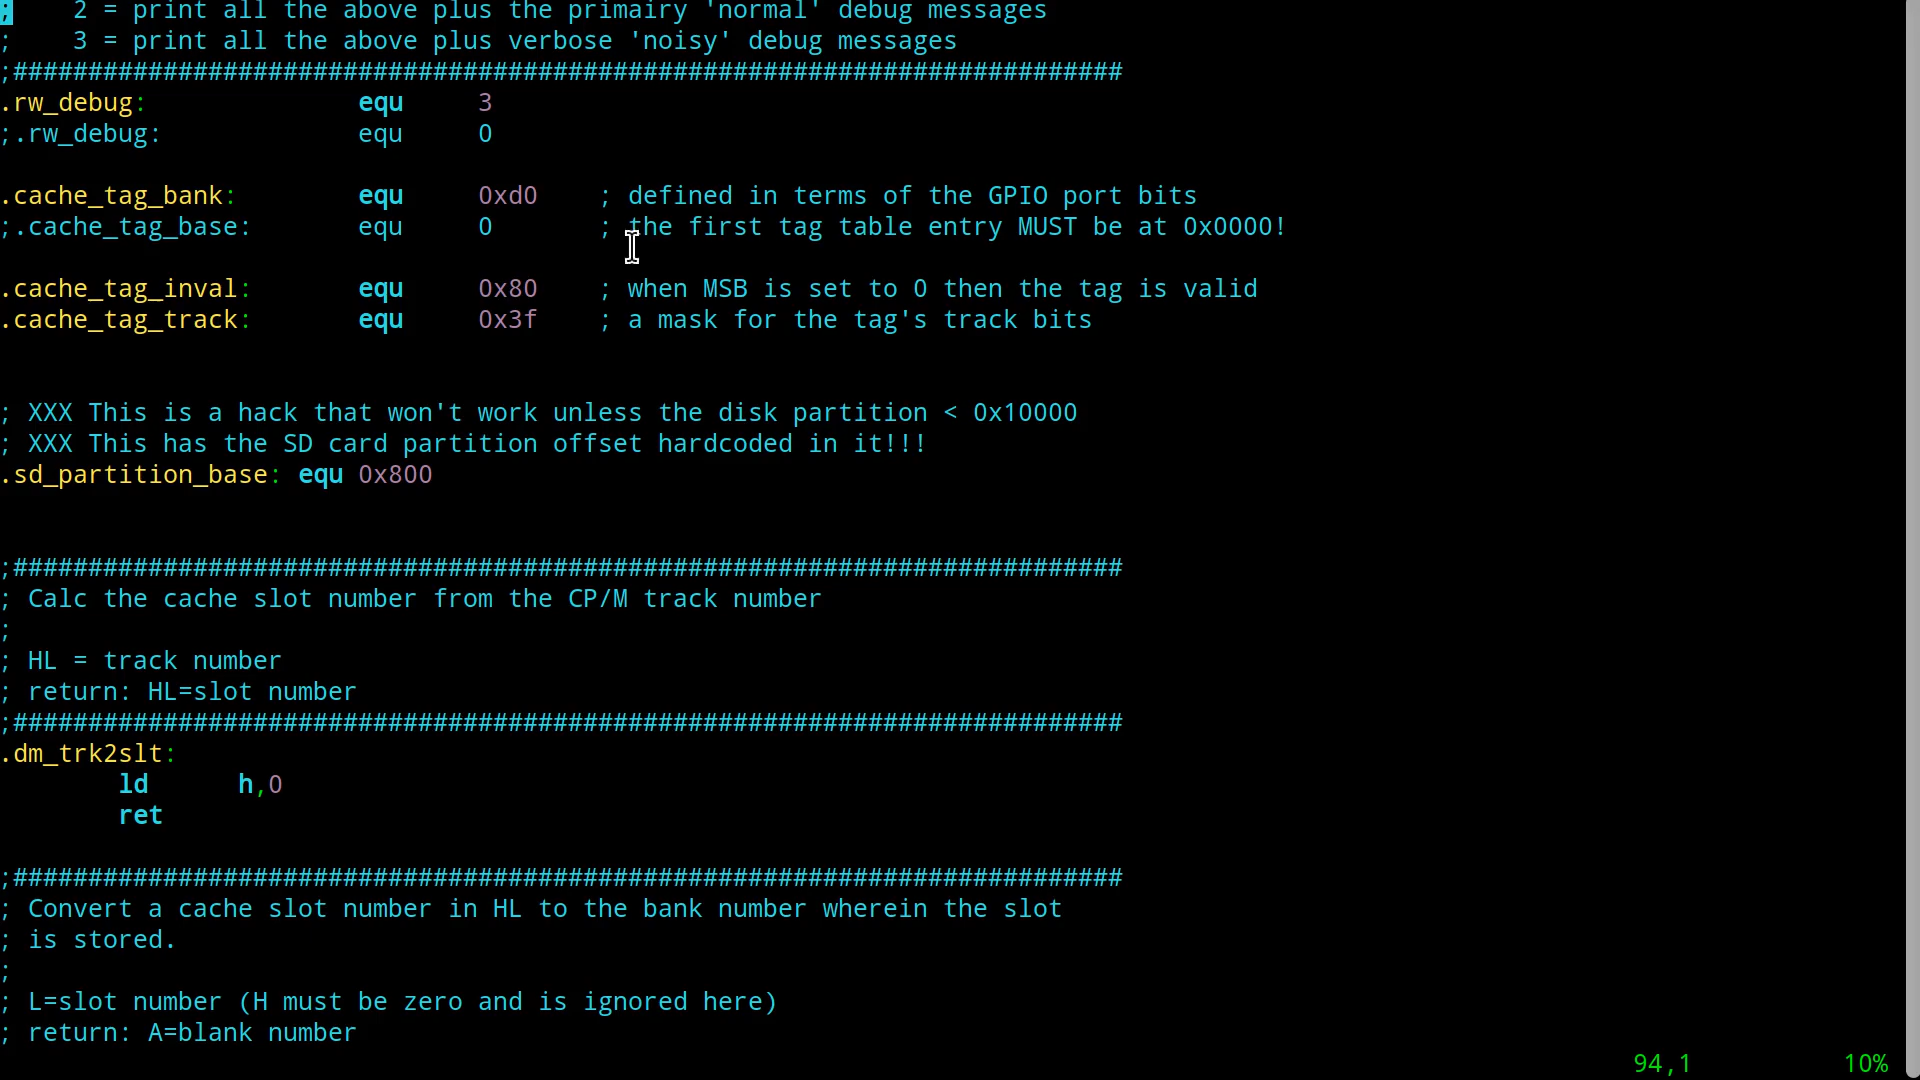 ;    2 = print all the above plus the primairy 'normal' debug messages
;    3 = print all the above plus verbose 'noisy' debug messages
;##########################################################################
.rw_debug:              equ     3
;.rw_debug:             equ     0
.cache_tag_bank:        equ     0xd0    ; defined in terms of the GPIO port bits
;.cache_tag_base:       equ     0       ; the first tag table entry MUST be at 0x0000!
.cache_tag_inval:       equ     0x80    ; when MSB is set to 0 then the tag is valid
.cache_tag_track:       equ     0x3f    ; a mask for the tag's track bits
; XXX This is a hack that won't work unless the disk partition < 0x10000
; XXX This has the SD card partition offset hardcoded in it!!!
.sd_partition_base: equ 0x800
;##########################################################################
; Calc the cache slot number from the CP/M track number
;
; HL = track number
; return: HL=slot number
;##########################################################################
.dm_trk2slt:
        ld      h,0
        ret
;##########################################################################
; Convert a cache slot number in HL to the bank number wherein the slot
; is stored.
;
; L=slot number (H must be zero and is ignored here)
; return: A=blank number
94,1          10%